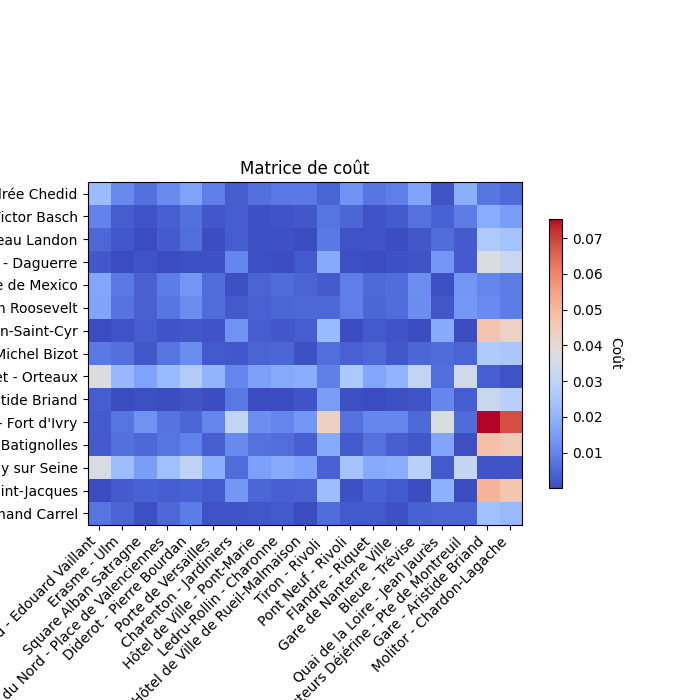 Matrice de coût
rée Chedid
ictor Basch
eau Landon
- Daguerre
e de Mexico
n Roosevelt
n-Saint-Cyr
Michel Bizot
et - Orteaux
stide Briand
- Fort d'Ivry
Batignolles
y sur Seine
int-Jacques
mand Carrel
d - Edouard Vaillant
Erasme - Ulm
Square Alban Satragne
du Nord - Place de Valenciennes
Diderot - Pierre Bourdan
Porte de Versailles
Charenton - Jardiniers
Hôtel de Ville - Pont-Marie
Ledru-Rollin - Charonne
Hôtel de Ville de Rueil-Malmaison
Tiron - Rivoli
Pont Neuf - Rivoli
Flandre - Riquet
Gare de Nanterre Ville
Bleue - Trévise
Quai de la Loire - Jean Jaurès
teurs Déjérine - Pte de Montreuil
Gare - Aristide Briand
Molitor - Chardon-Lagache
0.07
0.06
0.05
0.04
0.03
0.02
0.01
Coût